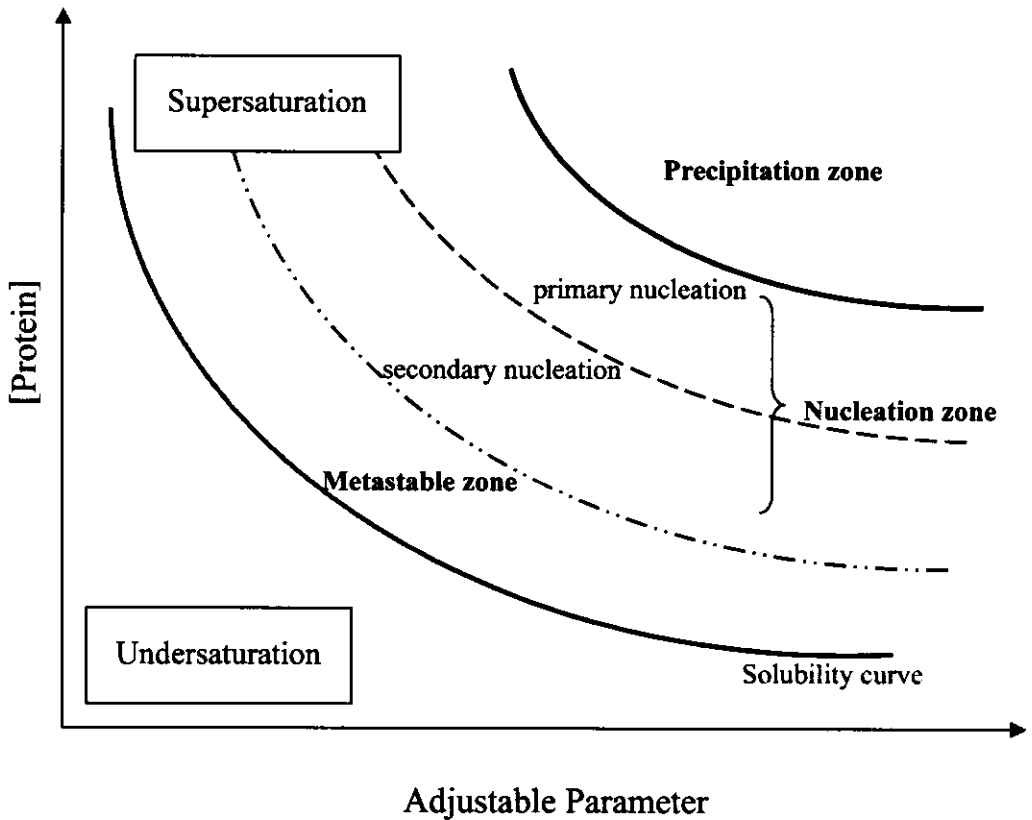 Supersaturation
Precipitation zone
primary nucleation
[Protein]
secondary nucleation
Nucleation zone
Metastable zone
Undersaturation
Solubility curve
Adjustable Parameter